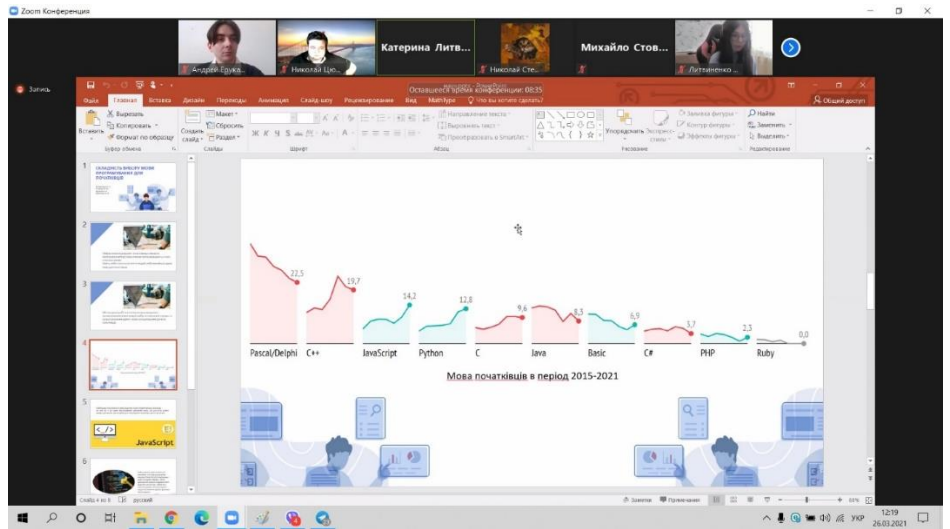 Zoom Конференция
Андрей Ерука...
Николай Цю...
Катерина Литв...
Николай Сте...
Михайло Стов...
Литвиненко ...
Запись
Оставшееся время конференции: 08:35
Файл Главная Вставка Дизайн Переходы Анимация Слайд-шоу Рецензирование Вид MathType Что вы хотите сделать?
Общий доступ
Вставить
Вырезать
Копировать
Формат по образцу
Буфер обмена
Создать слайд
Макет
Сбросить
Раздел
Слайды
Шрифт
Направление текста
Выровнять текст
Преобразовать в SmartArt
Абзац
Упорядочить
Экспресс-стили
Заливка фигуры
Контур фигуры
Эффекты фигуры
Рисование
Найти
Заменить
Выделить
Редактирование
1
2
3
4
5
JavaScript
6
22,5
19,7
14,2
12,8
9,6
8,3
6,9
3,7
2,3
0,0
Pascal/Delphi C++ JavaScript Python C Java Basic C# PHP Ruby
Мова початківців в період 2015-2021
Слайд 4 из 8 русский
Заметки Примечания
УКР
12:19
26.03.2021